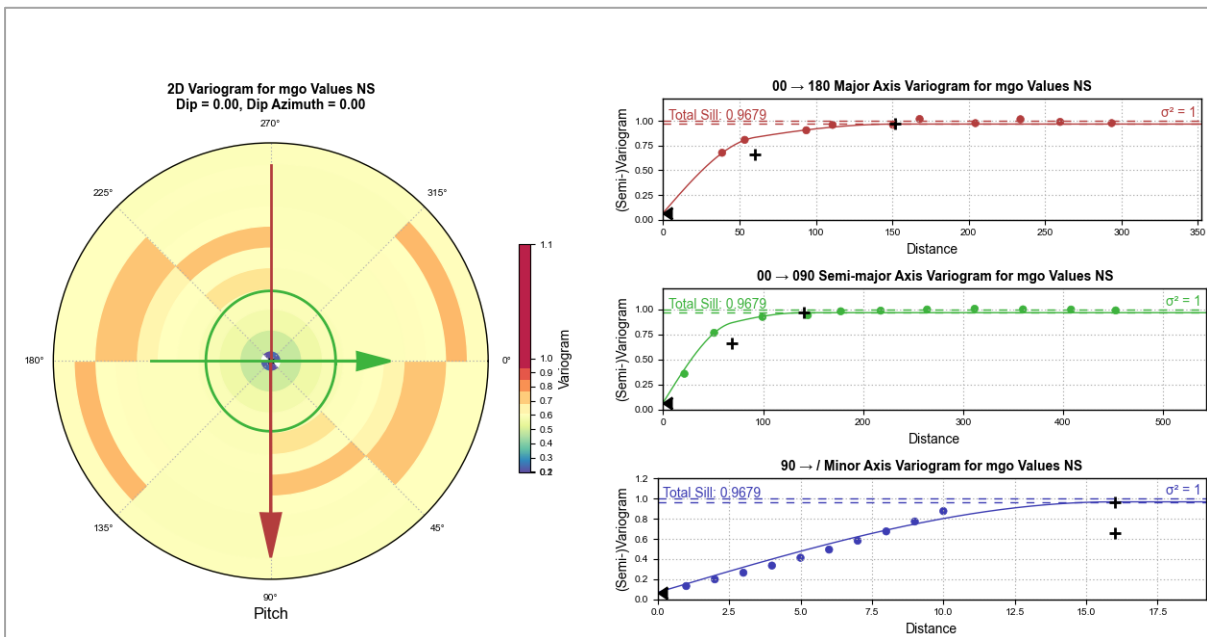 2D Variogram for mgo Values NS
Dip = 0.00, Dip Azimuth = 0.00
270°
225°
315°
180°
0°
135°
45°
90°
Pitch
1.1
1.0
0.9
0.8
0.7
0.6
0.5
0.4
0.3
0.2
Variogram
00 → 180 Major Axis Variogram for mgo Values NS
Total Sill: 0.9679
σ² = 1
(Semi-)Variogram
1.00
0.75
0.50
0.25
0.00
0 50 100 150 200 250 300 350
Distance
00 → 090 Semi-major Axis Variogram for mgo Values NS
Total Sill: 0.9679
σ² = 1
(Semi-)Variogram
1.00
0.75
0.50
0.25
0.00
0 100 200 300 400 500
Distance
90 → / Minor Axis Variogram for mgo Values NS
Total Sill: 0.9679
σ² = 1
(Semi-)Variogram
1.2
1.0
0.8
0.6
0.4
0.2
0.0
0.0 2.5 5.0 7.5 10.0 12.5 15.0 17.5
Distance